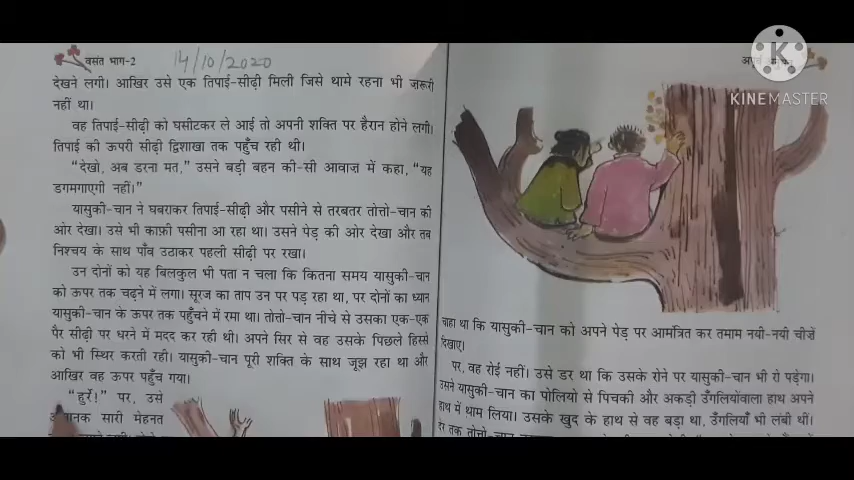 वसंत भाग-2
14/10/2020
देखने लगी। आखिर उसे एक तिपाई-सीढ़ी मिली जिसे थामे रहना भी ज़रूरी
नहीं था।
वह तिपाई-सीढ़ी को घसीटकर ले आई तो अपनी शक्ति पर हैरान होने लगी।
तिपाई की ऊपरी सीढ़ी द्विशाखा तक पहुँच रही थी।
“देखो, अब डरना मत,” उसने बड़ी बहन की-सी आवाज़ में कहा, “यह
डगमगाएगी नहीं।”
यासुकी-चान ने घबराकर तिपाई-सीढ़ी और पसीने से तरबतर तोत्तो-चान की
ओर देखा। उसे भी काफ़ी पसीना आ रहा था। उसने पेड़ की ओर देखा और तब
निश्चय के साथ पाँव उठाकर पहली सीढ़ी पर रखा।
उन दोनों को यह बिलकुल भी पता न चला कि कितना समय यासुकी-चान
को ऊपर तक चढ़ने में लगा। सूरज का ताप उन पर पड़ रहा था, पर दोनों का ध्यान
यासुकी-चान के ऊपर तक पहुँचने में रमा था। तोत्तो-चान नीचे से उसका एक-एक
पैर सीढ़ी पर धरने में मदद कर रही थी। अपने सिर से वह उसके पिछले हिस्से
को भी स्थिर करती रही। यासुकी-चान पूरी शक्ति के साथ जूझ रहा था और
आखिर वह ऊपर पहुँच गया।
“हुर्रे!” पर, उसे
सारी मेहनत
KINEMASTER
चाहा था कि यासुकी-चान को अपने पेड़ पर आमंत्रित कर तमाम नयी-नयी चीज़ें
दिखाए।
पर, वह रोई नहीं। उसे डर था कि उसके रोने पर यासुकी-चान भी रो पड़ेगा।
उसने यासुकी-चान का पोलियो से पिचकी और अकड़ी उँगलियोंवाला हाथ अपने
हाथ में थाम लिया। उसके खुद के हाथ से वह बड़ा था, उँगलियाँ भी लंबी थीं।
देर तक तोत्तो-चान